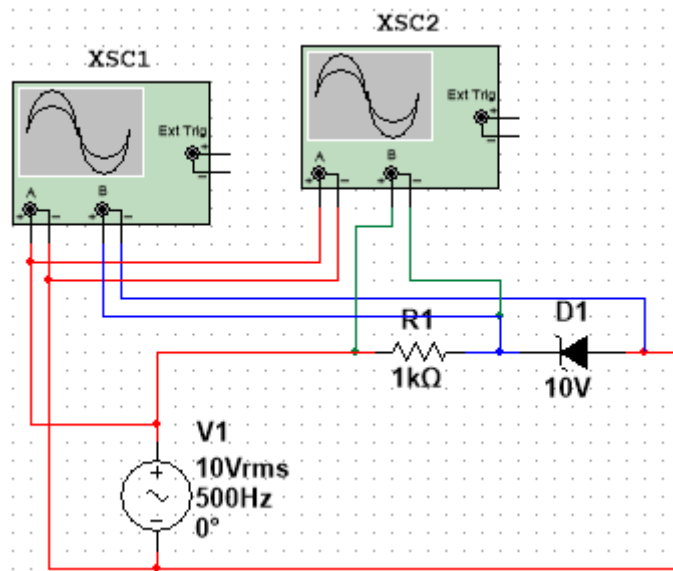 XSC2
XSC1
Ext Trig
+
−
A
B
+
−
+
−
Ext Trig
+
−
A
B
+
−
+
−
R1
1kΩ
D1
10V
V1
10Vrms
500Hz
0°
+
−